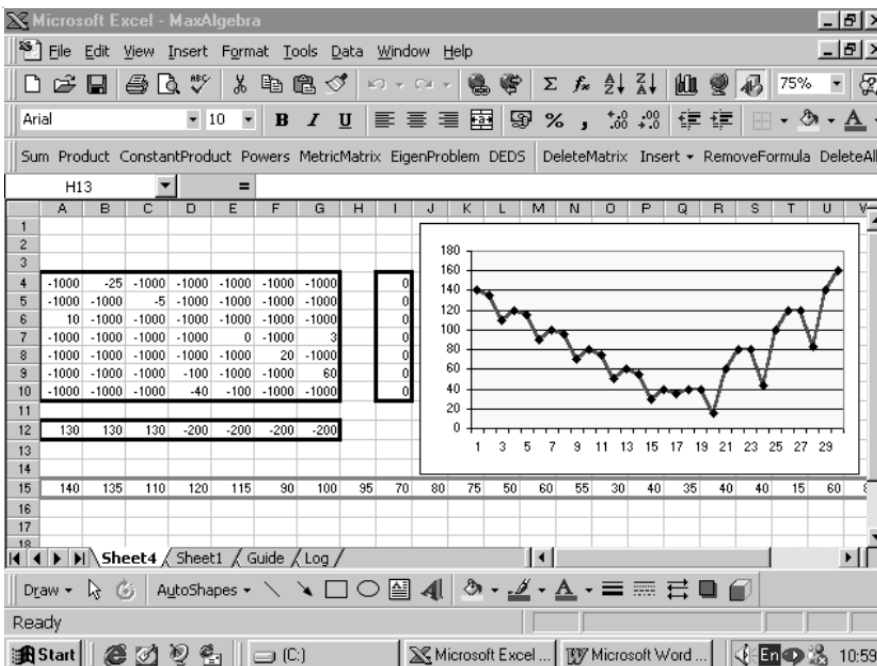 Microsoft Excel - MaxAlgebra
File Edit View Insert Format Tools Data Window Help
ABC Σ fx A Z Z A 75%
Arial 10 B I U % , +.0 .00 .00 +.0 A
Sum Product ConstantProduct Powers MetricMatrix EigenProblem DEDS DeleteMatrix Insert RemoveFormula DeleteAll
H13 =
A B C D E F G H I J K L M N O P Q R S T U V
1
2
3
4 -1000 -25 -1000 -1000 -1000 -1000 -1000 0
5 -1000 -1000 -5 -1000 -1000 -1000 -1000 0
6 10 -1000 -1000 -1000 -1000 -1000 -1000 0
7 -1000 -1000 -1000 -1000 0 -1000 3 0
8 -1000 -1000 -1000 -1000 -1000 20 -1000 0
9 -1000 -1000 -1000 -100 -1000 -1000 60 0
10 -1000 -1000 -1000 -40 -100 -1000 -1000 0
11
12 130 130 130 -200 -200 -200 -200
13
14
15 140 135 110 120 115 90 100 95 70 80 75 50 60 55 30 40 35 40 40 15 60
16
17
18
180
160
140
120
100
80
60
40
20
0
1 3 5 7 9 11 13 15 17 19 21 23 25 27 29
Sheet4 Sheet1 Guide Log
Draw AutoShapes A A
Ready
Start (C:) Microsoft Excel ... Microsoft Word ... En 10:59